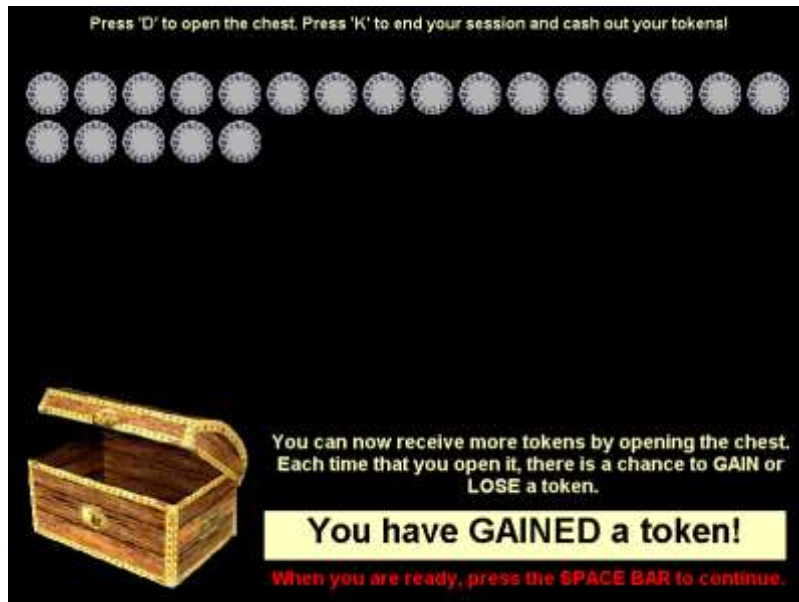 Press 'D' to open the chest. Press 'K' to end your session and cash out your tokens!
You can now receive more tokens by opening the chest.
Each time that you open it, there is a chance to GAIN or
LOSE a token.
You have GAINED a token!
When you are ready, press the SPACE BAR to continue.